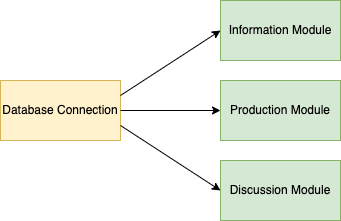 Information Module
Database Connection
Production Module
Discussion Module